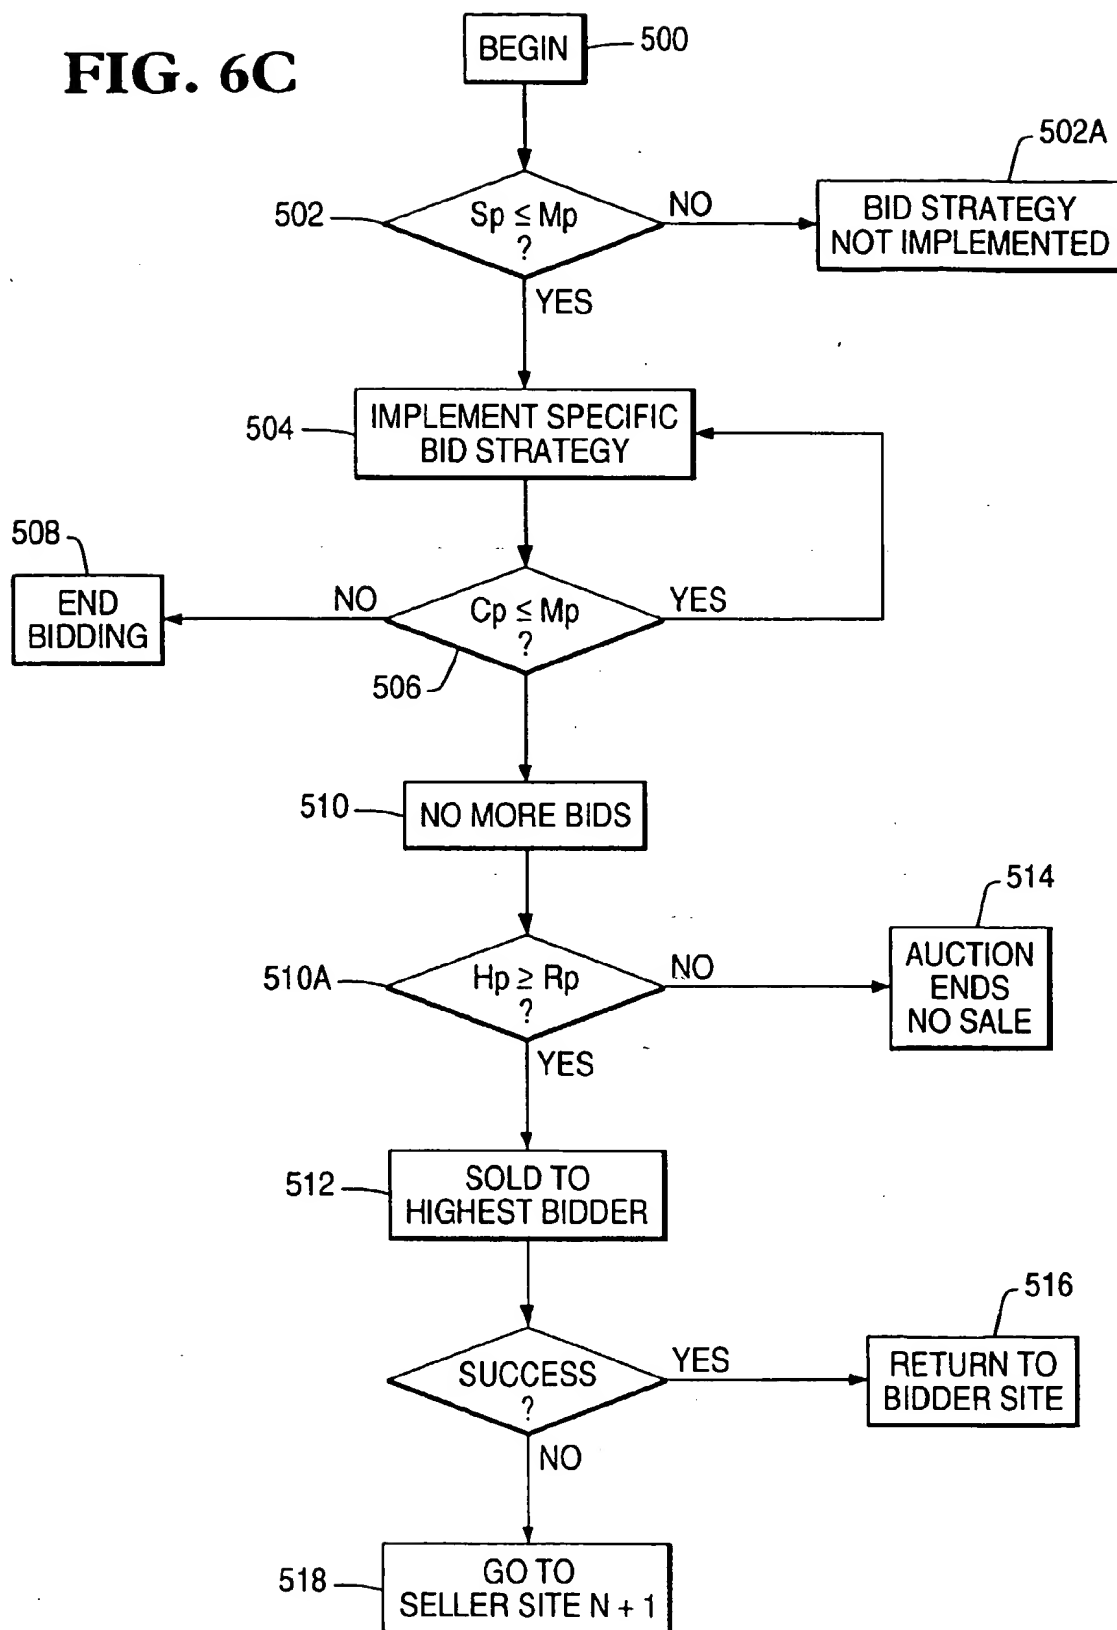 FIG. 6C
BEGIN
500
502
Sp ≤ Mp
?
NO
502A
BID STRATEGY
NOT IMPLEMENTED
YES
504
IMPLEMENT SPECIFIC
BID STRATEGY
508
END
BIDDING
NO
Cp ≤ Mp
?
YES
506
510
NO MORE BIDS
510A
Hp ≥ Rp
?
NO
514
AUCTION
ENDS
NO SALE
YES
512
SOLD TO
HIGHEST BIDDER
SUCCESS
?
YES
516
RETURN TO
BIDDER SITE
NO
518
GO TO
SELLER SITE N + 1